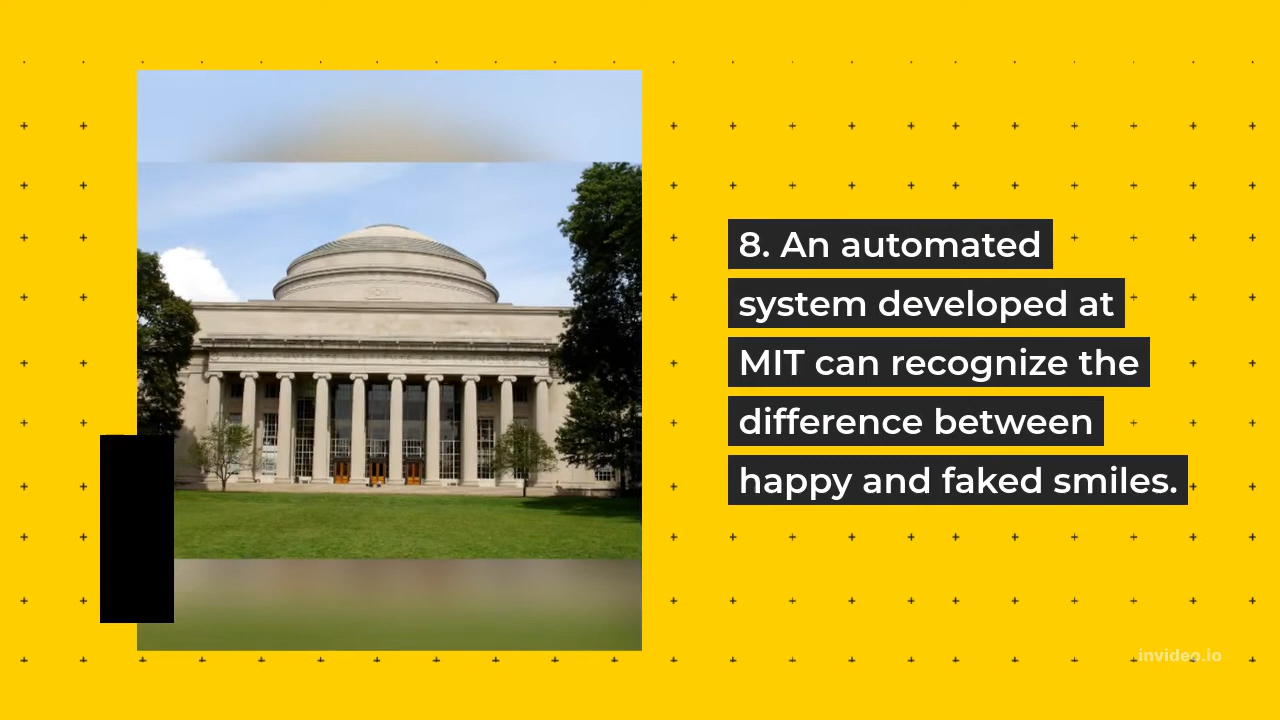 8. An automated
system developed at
MIT can recognize the
difference between
happy and faked smiles.
invideo.io